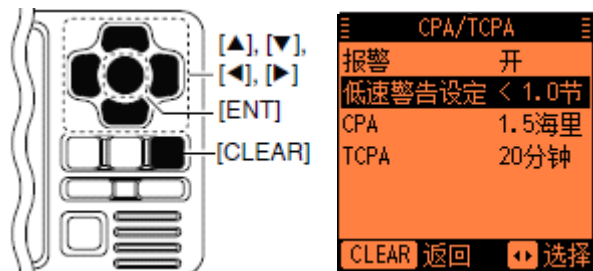 [▲], [▼],
[◀], [▶]
[ENT]
[CLEAR]
CPA/TCPA
报警 开
低速警告设定 < 1.0节
CPA 1.5海里
TCPA 20分钟
CLEAR 返回 ◂▸ 选择